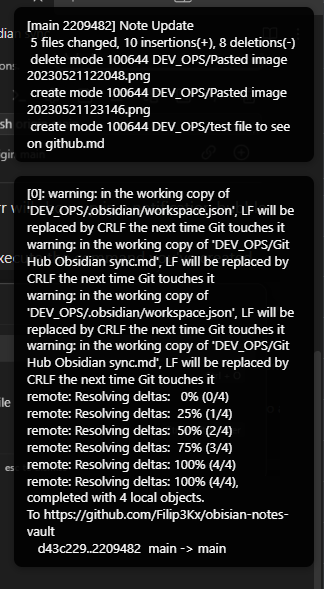 [main 2209482] Note Update
5 files changed, 10 insertions(+), 8 deletions(-)
delete mode 100644 DEV_OPS/Pasted image
20230521122048.png
create mode 100644 DEV_OPS/Pasted image
20230521123146.png
create mode 100644 DEV_OPS/test file to see
on github.md
[0]: warning: in the working copy of
'DEV_OPS/.obsidian/workspace.json', LF will be
replaced by CRLF the next time Git touches it
warning: in the working copy of 'DEV_OPS/Git
Hub Obsidian sync.md', LF will be replaced by
CRLF the next time Git touches it
warning: in the working copy of
'DEV_OPS/.obsidian/workspace.json', LF will be
replaced by CRLF the next time Git touches it
warning: in the working copy of 'DEV_OPS/Git
Hub Obsidian sync.md', LF will be replaced by
CRLF the next time Git touches it
remote: Resolving deltas:   0% (0/4)
remote: Resolving deltas:  25% (1/4)
remote: Resolving deltas:  50% (2/4)
remote: Resolving deltas:  75% (3/4)
remote: Resolving deltas: 100% (4/4)
remote: Resolving deltas: 100% (4/4),
completed with 4 local objects.
To https://github.com/Filip3Kx/obisian-notes-
vault
d43c229..2209482  main -> main